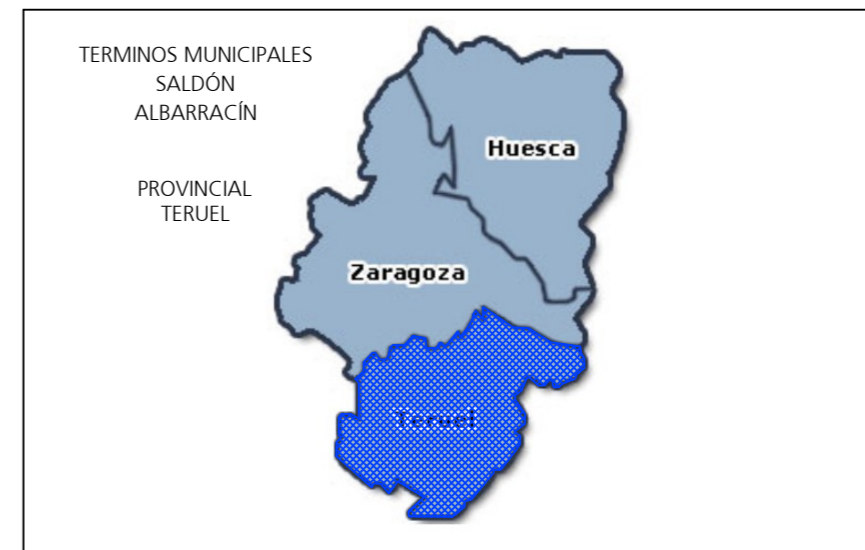 TERMINOS MUNICIPALES
SALDÓN
ALBARRACÍN
PROVINCIAL
TERUEL
Huesca
Zaragoza
Teruel